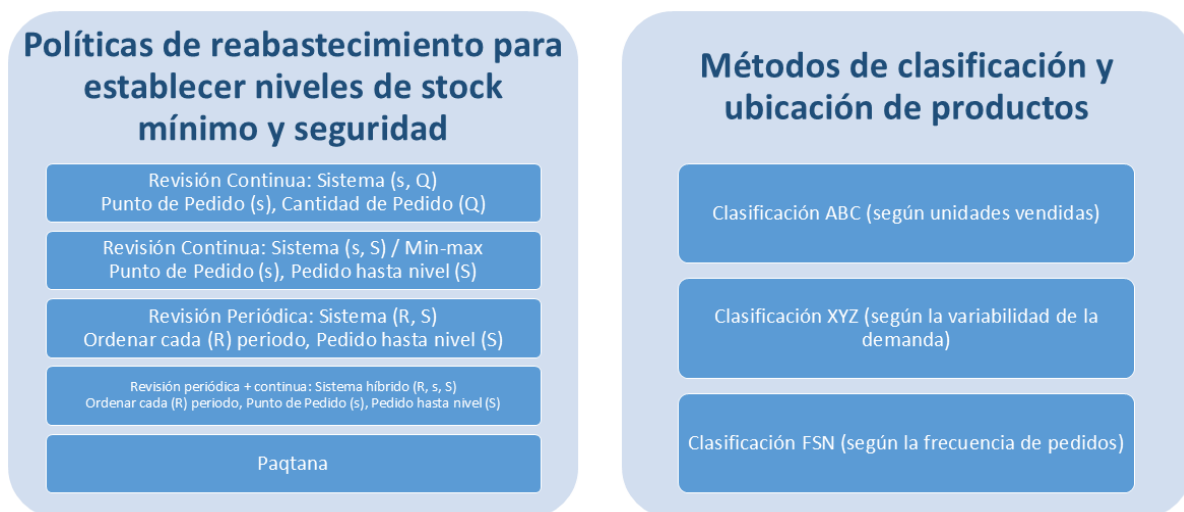 Políticas de reabastecimiento para
establecer niveles de stock
mínimo y seguridad
Revisión Continua: Sistema (s, Q)
Punto de Pedido (s), Cantidad de Pedido (Q)
Revisión Continua: Sistema (s, S) / Min-max
Punto de Pedido (s), Pedido hasta nivel (S)
Revisión Periódica: Sistema (R, S)
Ordenar cada (R) periodo, Pedido hasta nivel (S)
Revisión periódica + continua: Sistema híbrido (R, s, S)
Ordenar cada (R) periodo, Punto de Pedido (s), Pedido hasta nivel (S)
Paqtana
Métodos de clasificación y
ubicación de productos
Clasificación ABC (según unidades vendidas)
Clasificación XYZ (según la variabilidad de la
demanda)
Clasificación FSN (según la frecuencia de pedidos)